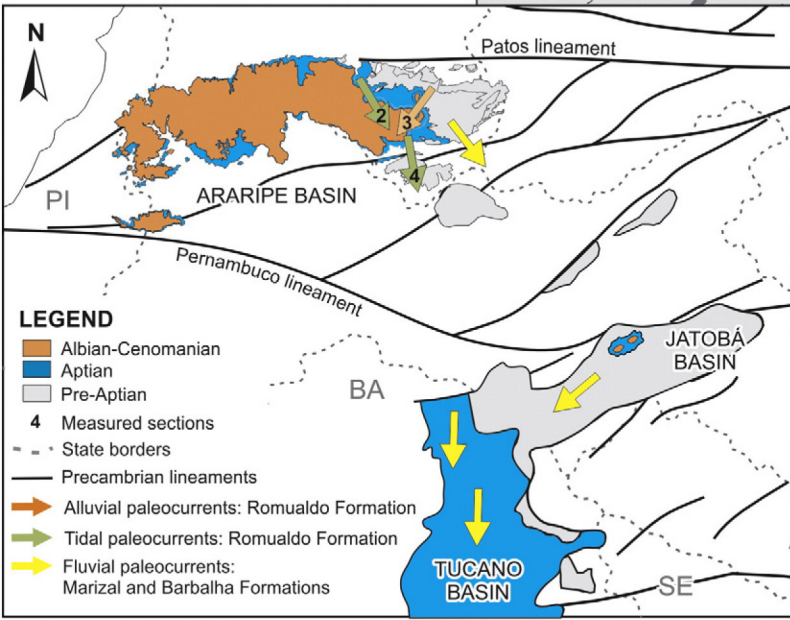 N
Patos lineament
2
3
4
ARARIPE BASIN
PI
Pernambuco lineament
LEGEND
Albian-Cenomanian
Aptian
Pre-Aptian
4 Measured sections
State borders
Precambrian lineaments
Alluvial paleocurrents: Romualdo Formation
Tidal paleocurrents: Romualdo Formation
Fluvial paleocurrents:
Marizal and Barbalha Formations
JATOBÁ
BASIN
BA
TUCANO
BASIN
SE